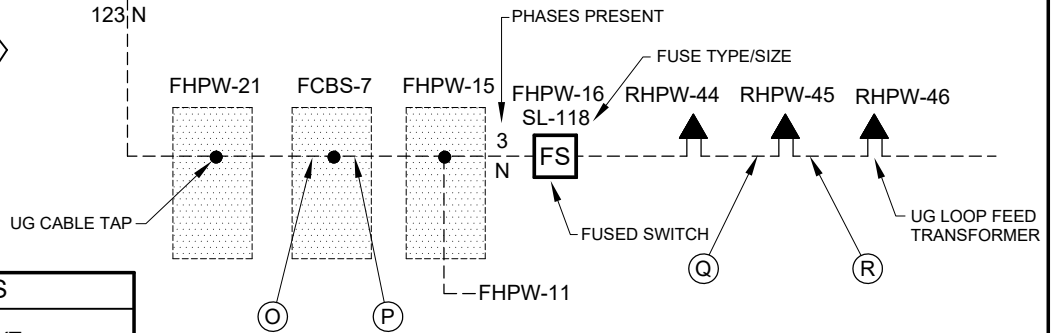 123 N
PHASES PRESENT
FUSE TYPE/SIZE
FHPW-21
FCBS-7
FHPW-15
FHPW-16
SL-118
RHPW-44
RHPW-45
RHPW-46
3
N
FS
UG CABLE TAP
FUSED SWITCH
UG LOOP FEED
TRANSFORMER
Q
R
FHPW-11
O
P
S